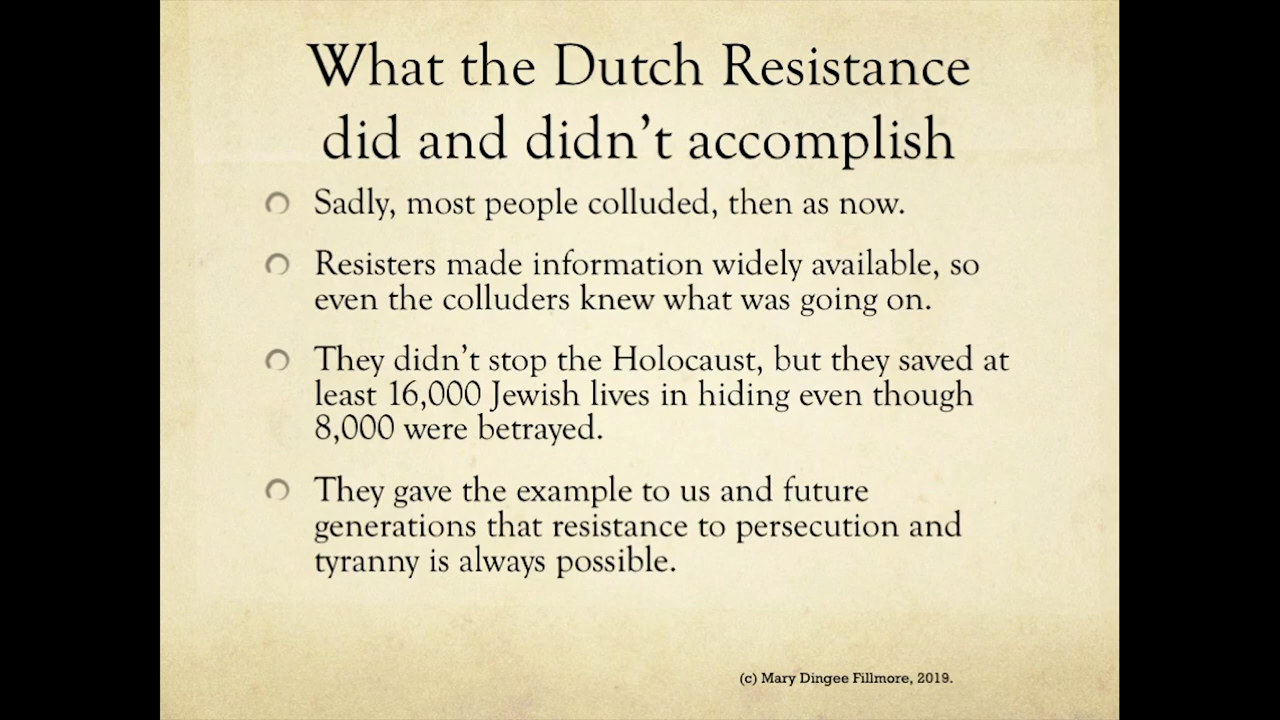 What the Dutch Resistance
did and didn't accomplish
Sadly, most people colluded, then as now.
Resisters made information widely available, so
even the colluders knew what was going on.
They didn't stop the Holocaust, but they saved at
least 16,000 Jewish lives in hiding even though
8,000 were betrayed.
They gave the example to us and future
generations that resistance to persecution and
tyranny is always possible.
(c) Mary Dingee Fillmore, 2019.